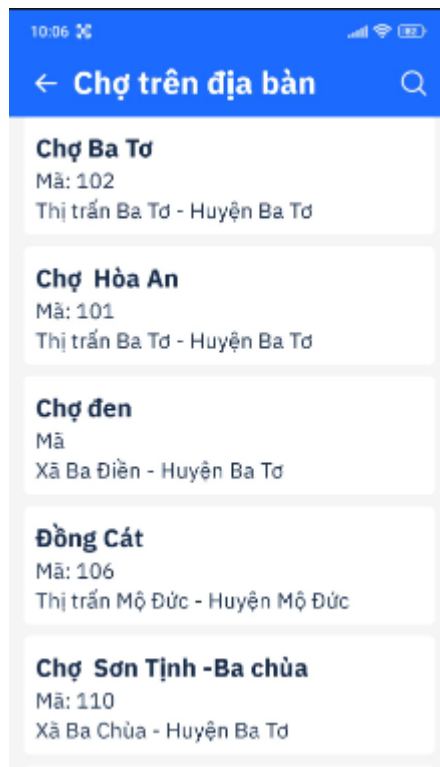 10:06
82
← Chợ trên địa bàn
Chợ Ba Tơ
Mã: 102
Thị trấn Ba Tơ - Huyện Ba Tơ
Chợ Hòa An
Mã: 101
Thị trấn Ba Tơ - Huyện Ba Tơ
Chợ đen
Mã
Xã Ba Điền - Huyện Ba Tơ
Đồng Cát
Mã: 106
Thị trấn Mộ Đức - Huyện Mộ Đức
Chợ Sơn Tịnh -Ba chùa
Mã: 110
Xã Ba Chùa - Huyện Ba Tơ